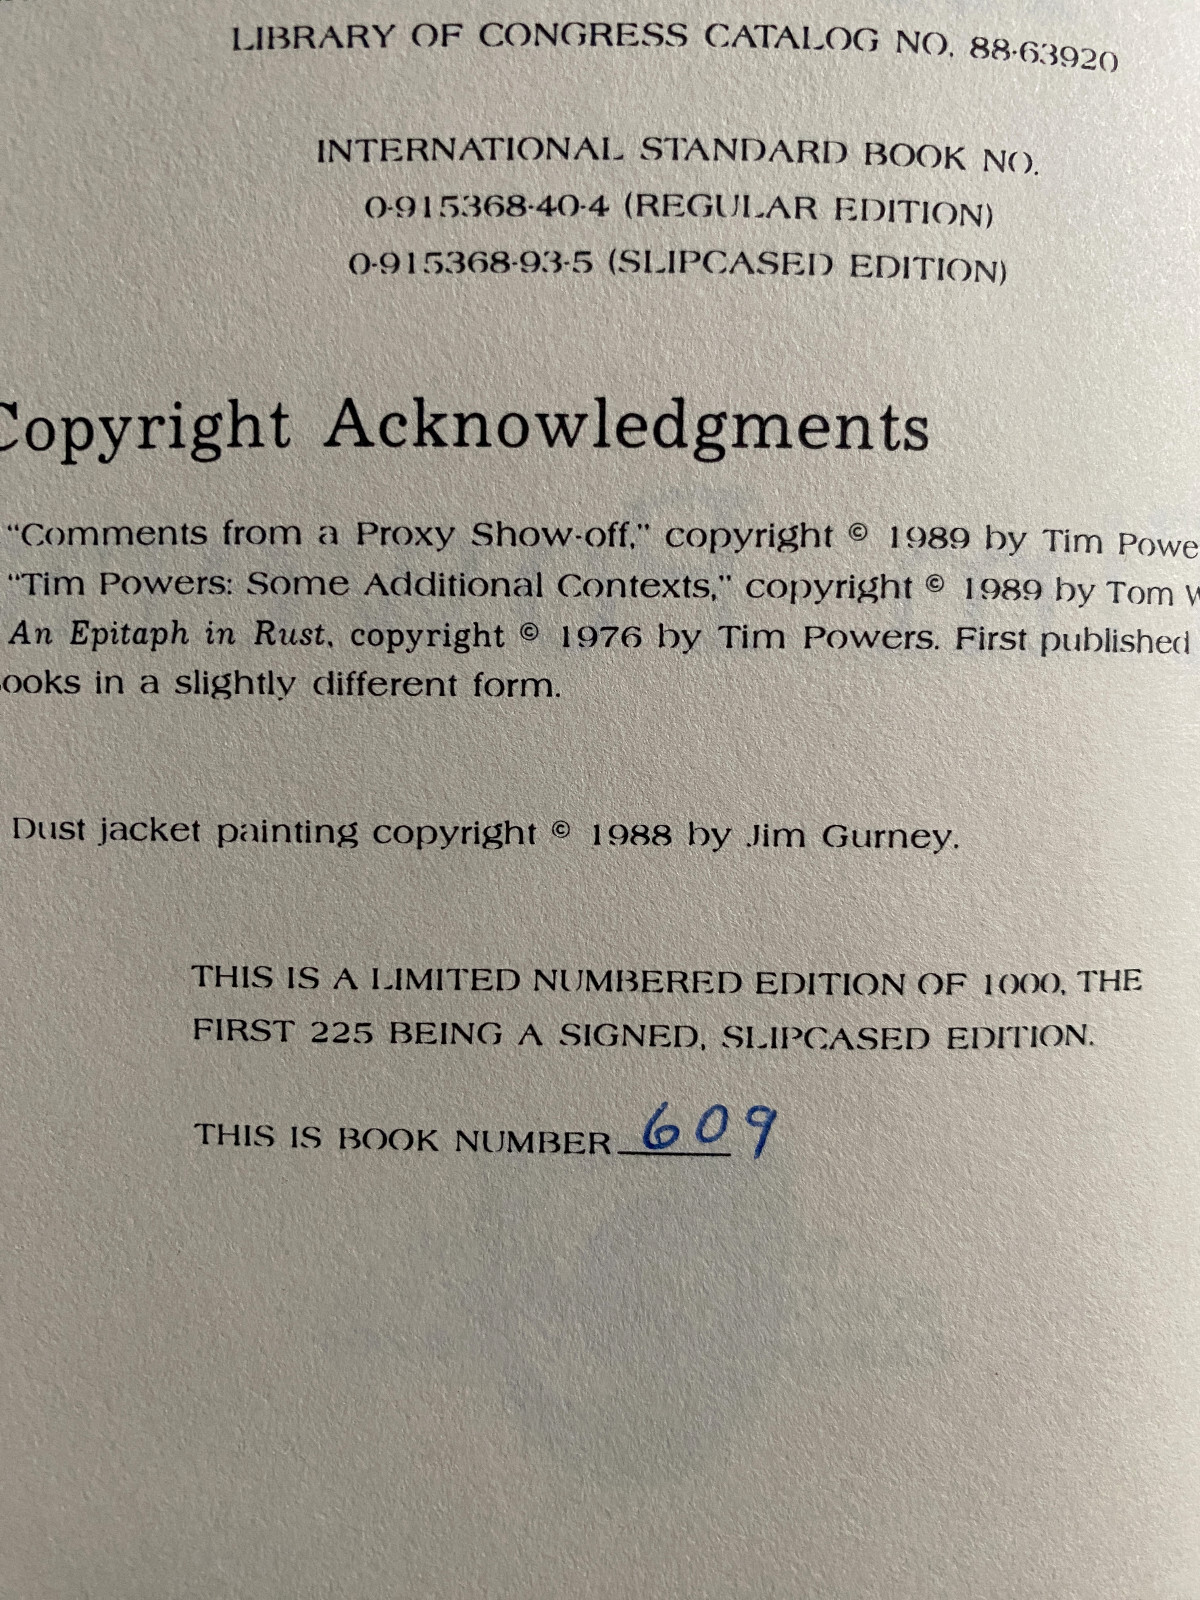 LIBRARY OF CONGRESS CATALOG NO. 88-63920
INTERNATIONAL STANDARD BOOK NO.
0-915368-40-4 (REGULAR EDITION)
0-915368-93-5 (SLIPCASED EDITION)
Copyright Acknowledgments
"Comments from a Proxy Show-off," copyright © 1989 by Tim
"Tim Powers: Some Additional Contexts," copyright © 1989 by Tom
An Epitaph in Rust, copyright © 1976 by Tim Powers. First published
in a slightly different form.
Dust jacket painting copyright © 1988 by Jim Gurney.
THIS IS A LIMITED NUMBERED EDITION OF 1000, THE
FIRST 225 BEING A SIGNED, SLIPCASED EDITION.
THIS IS BOOK NUMBER 609